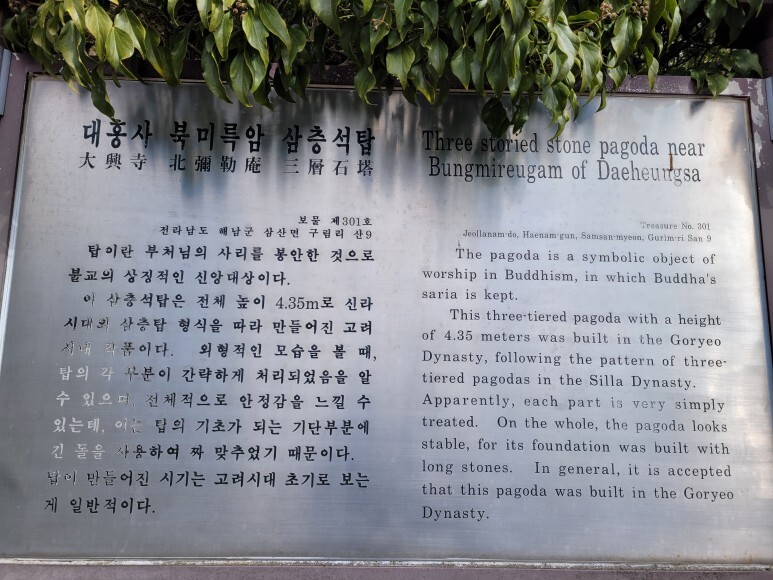 대흥사 북미륵암 삼층석탑
大興寺 北彌勒庵 三層石塔
보물 제301호
전라남도 해남군 삼산면 구림리 산9
탑이란 부처님의 사리를 봉안한 것으로
불교의 상징적인 신앙대상이다.
이 삼층석탑은 전체 높이 4.35m로 신라
시대의 삼층탑 형식을 따라 만들어진 고려
시대 작품이다. 외형적인 모습을 볼 때,
탑의 각 부분이 간략하게 처리되었음을 알
수 있으며, 전체적으로 안정감을 느낄 수
있는데, 이는 탑의 기초가 되는 기단부분에
긴 돌을 사용하여 짜 맞추었기 때문이다.
탑이 만들어진 시기는 고려시대 초기로 보는
게 일반적이다.
Three storied stone pagoda near
Bungmireugam of Daeheungsa
Treasure No. 301
Jeollanam-do, Haenam-gun, Samsan-myeon, Gurim-ri San 9
The pagoda is a symbolic object of
worship in Buddhism, in which Buddha's
saria is kept.
This three-tiered pagoda with a height
of 4.35 meters was built in the Goryeo
Dynasty, following the pattern of three-
tiered pagodas in the Silla Dynasty.
Apparently, each part is very simply
treated. On the whole, the pagoda looks
stable, for its foundation was built with
long stones. In general, it is accepted
that this pagoda was built in the Goryeo
Dynasty.